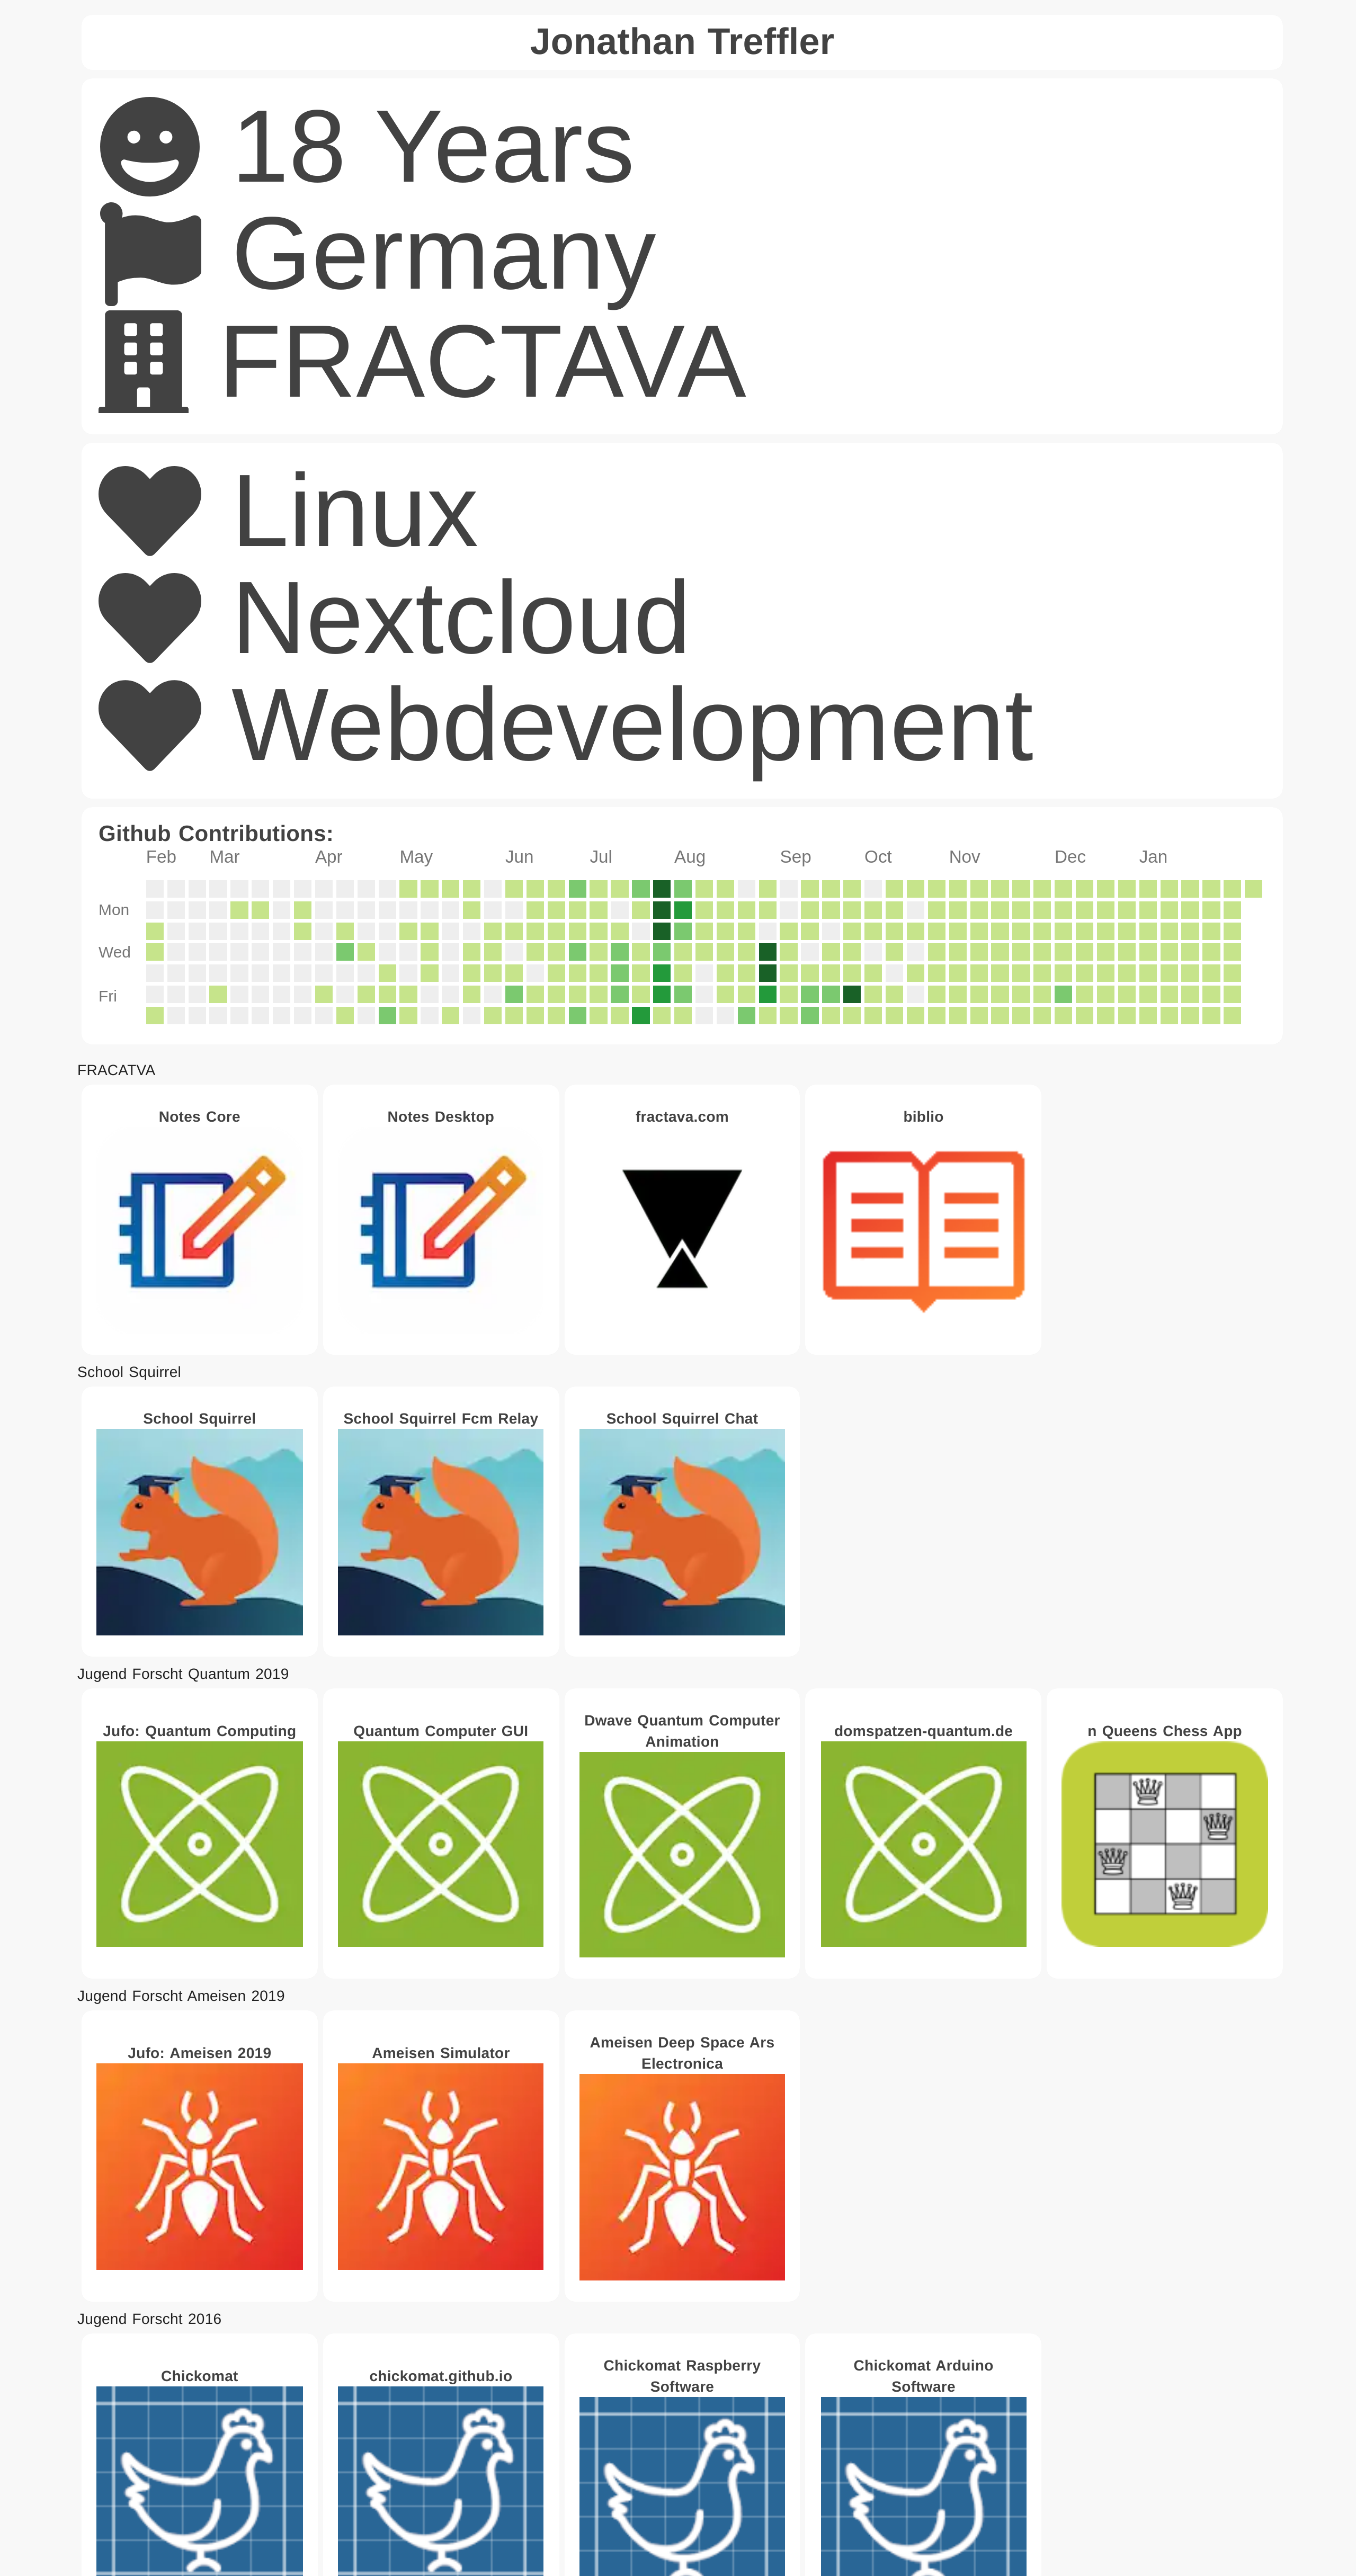 Jonathan Treffler
18 Years
Germany
FRACTAVA
Linux
Nextcloud
Webdevelopment
Github Contributions:
Feb Mar Apr May Jun Jul Aug Sep Oct Nov Dec Jan
Mon
Wed
Fri
FRACATVA
Notes Core
Notes Desktop
fractava.com
biblio
School Squirrel
School Squirrel
School Squirrel Fcm Relay
School Squirrel Chat
Jugend Forscht Quantum 2019
Jufo: Quantum Computing
Quantum Computer GUI
Dwave Quantum Computer
Animation
domspatzen-quantum.de
n Queens Chess App
Jugend Forscht Ameisen 2019
Jufo: Ameisen 2019
Ameisen Simulator
Ameisen Deep Space Ars
Electronica
Jugend Forscht 2016
Chickomat
chickomat.github.io
Chickomat Raspberry
Software
Chickomat Arduino
Software